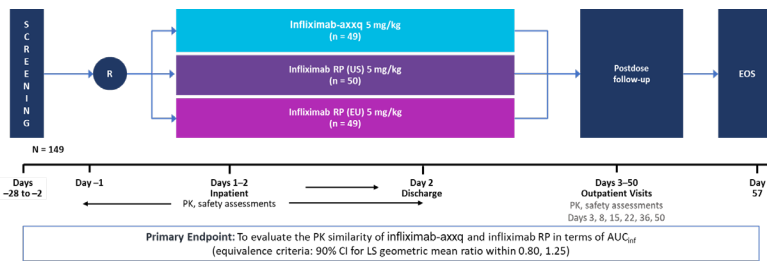 SCREENING
R
Infliximab-axxq 5 mg/kg
(n = 49)
Infliximab RP (US) 5 mg/kg
(n = 50)
Infliximab RP (EU) 5 mg/kg
(n = 49)
Postdose
follow-up
EOS
N = 149
Days
–28 to –2
Day –1
Days 1–2
Inpatient
PK, safety assessments
Day 2
Discharge
Days 3–50
Outpatient Visits
PK, safety assessments
Days 3, 8, 15, 22, 36, 50
Day
57
Primary Endpoint: To evaluate the PK similarity of infliximab-axxq and infliximab RP in terms of AUCinf
(equivalence criteria: 90% CI for LS geometric mean ratio within 0.80, 1.25)